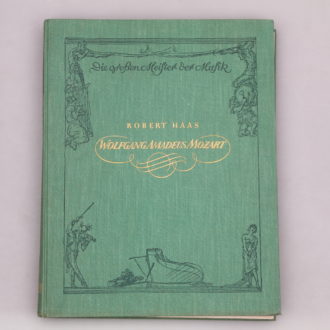 Die großen Meister der Musik
ROBERT HAAS
WOLFGANG AMADEUS MOZART